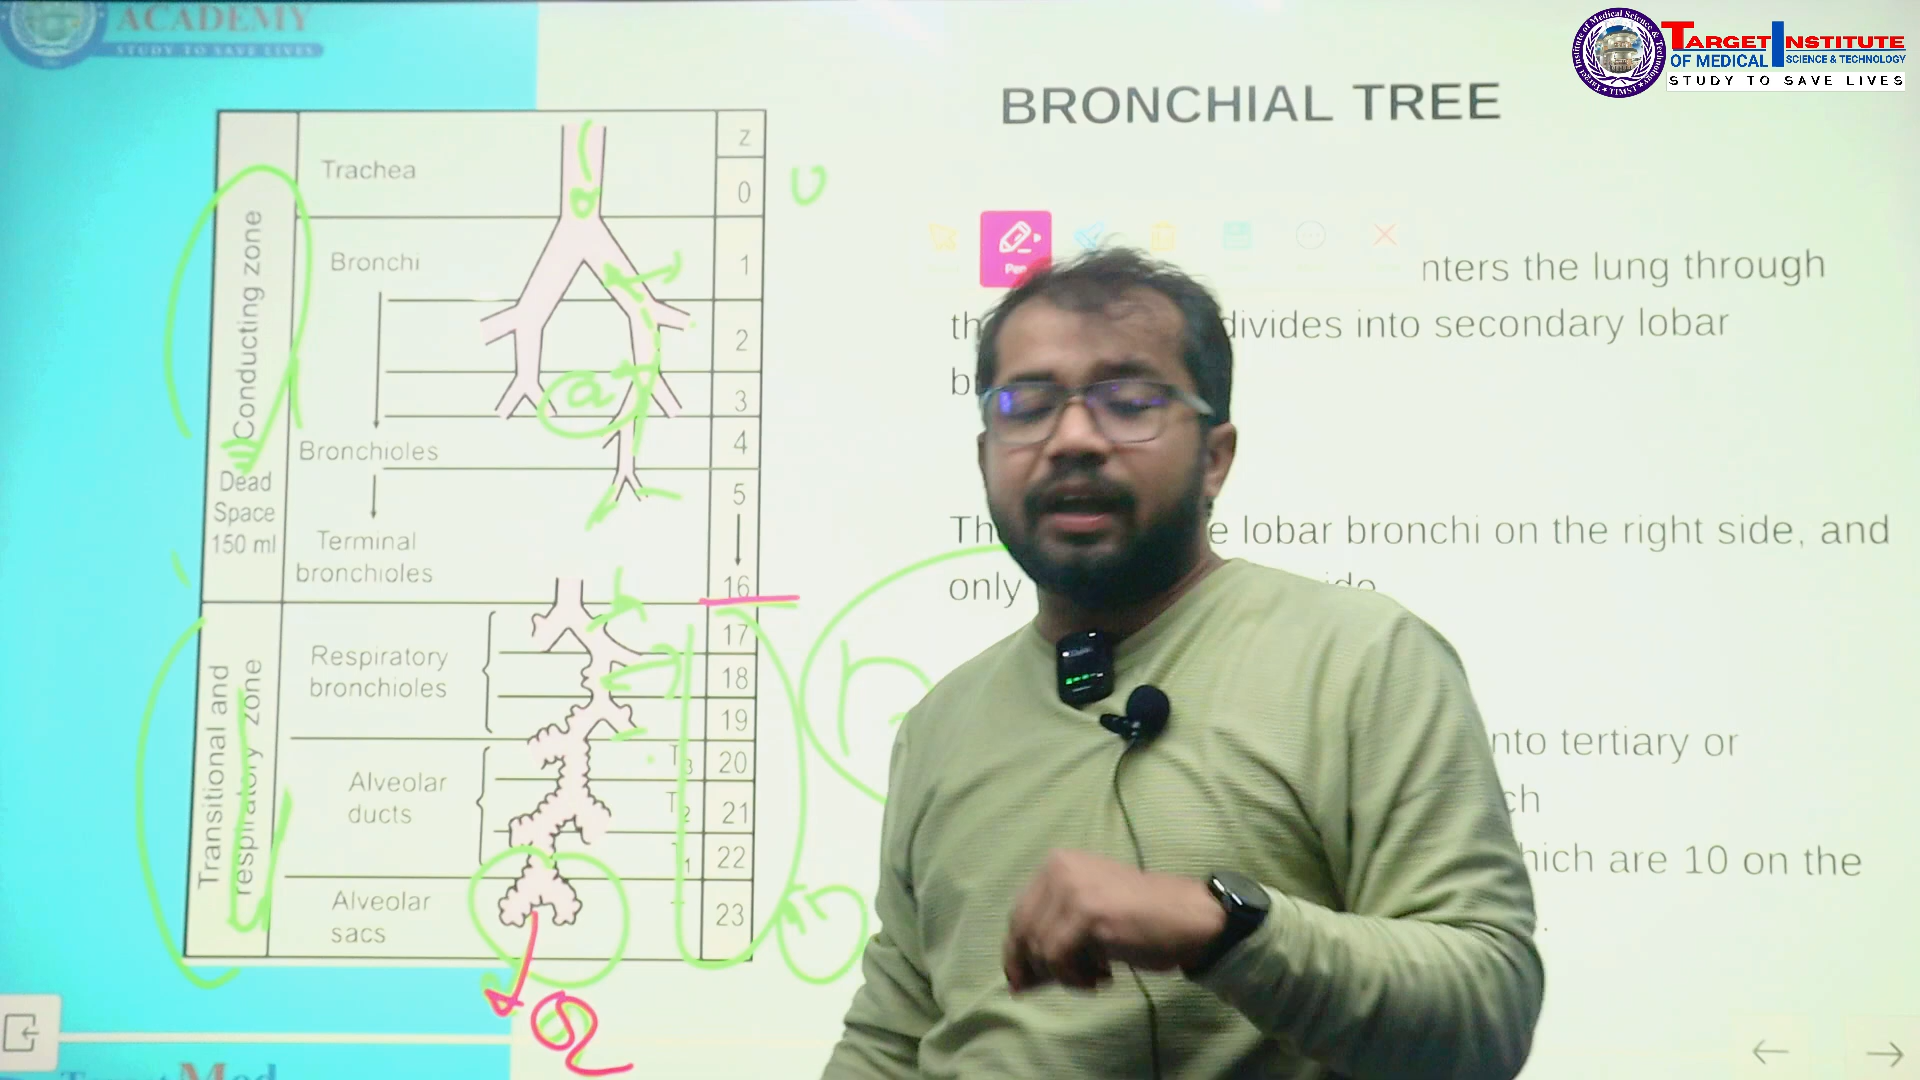 ACADEMY
STUDY TO SAVE LIVES
TARGET INSTITUTE
OF MEDICAL SCIENCE & TECHNOLOGY
STUDY TO SAVE LIVES
BRONCHIAL TREE
Conducting zone
Dead
Space
150 ml
Transitional and
respiratory zone
Trachea
Bronchi
Bronchioles
Terminal
bronchioles
Respiratory
bronchioles
Alveolar
ducts
Alveolar
sacs
Z
0
1
2
3
4
5
16
17
18
19
20
21
22
23
T3
T2
Pen
nters the lung through
th divides into secondary lobar
b
Th e lobar bronchi on the right side, and
only
nto tertiary or
ch
hich are 10 on the